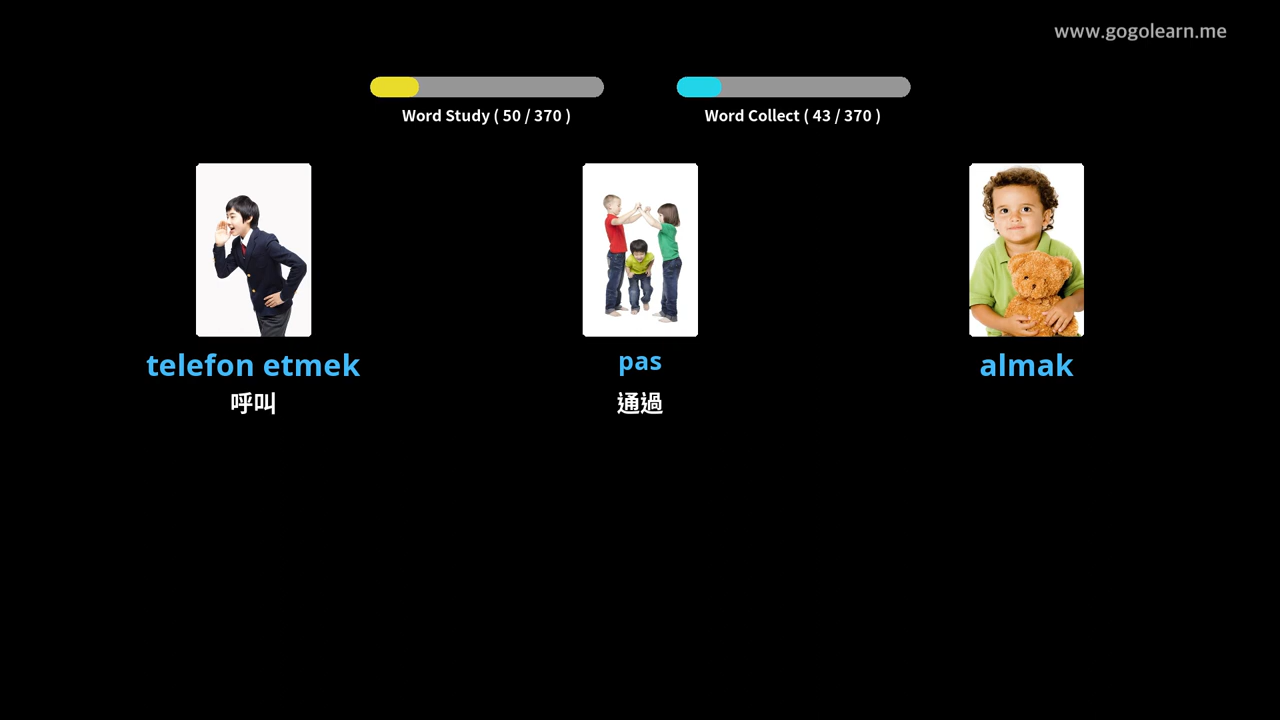 www.gogolearn.me
Word Study ( 50 / 370 )
Word Collect ( 43 / 370 )
telefon etmek
呼叫
pas
通過
almak